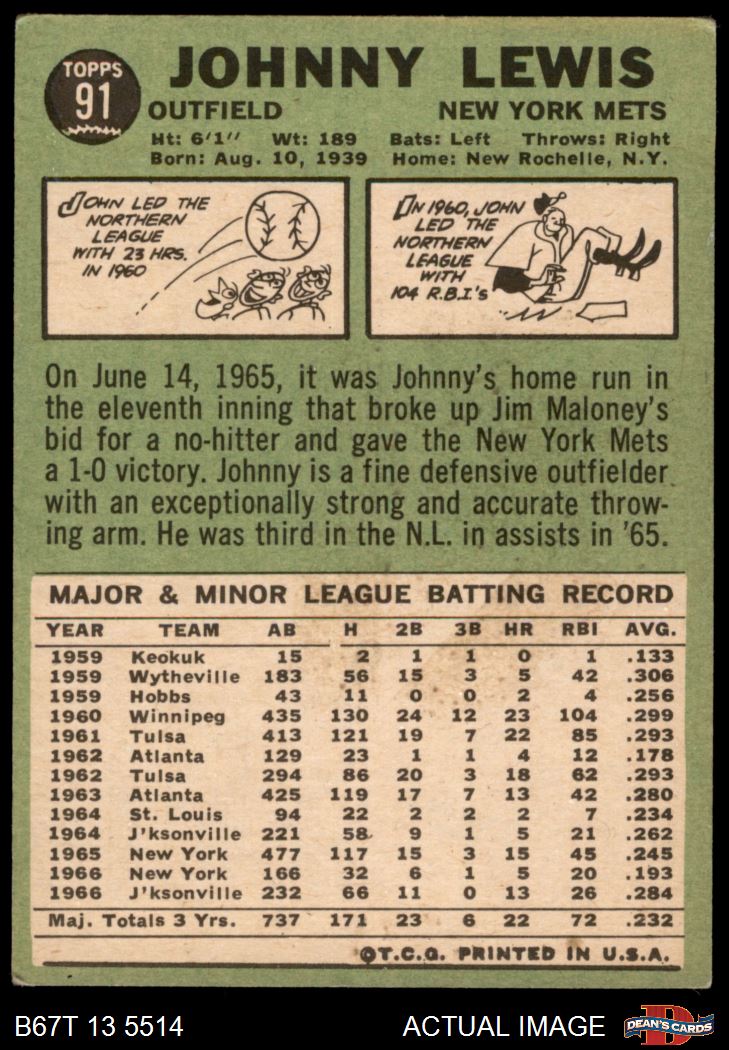 TOPPS
91
JOHNNY LEWIS
OUTFIELD NEW YORK METS
Ht: 6'1" Wt: 189 Bats: Left Throws: Right
Born: Aug. 10, 1939 Home: New Rochelle, N.Y.
JOHN LED THE
NORTHERN
LEAGUE
WITH 23 HRS.
IN 1960
IN 1960, JOHN
LED THE
NORTHERN
LEAGUE
WITH
104 R.B.I.'s
On June 14, 1965, it was Johnny's home run in
the eleventh inning that broke up Jim Maloney's
bid for a no-hitter and gave the New York Mets
a 1-0 victory. Johnny is a fine defensive outfielder
with an exceptionally strong and accurate throw-
ing arm. He was third in the N.L. in assists in '65.
MAJOR & MINOR LEAGUE BATTING RECORD
YEAR TEAM AB H 2B 3B HR RBI AVG.
1959 Keokuk 15 2 1 1 0 1 .133
1959 Wytheville 183 56 15 3 5 42 .306
1959 Hobbs 43 11 0 0 2 4 .256
1960 Winnipeg 435 130 24 12 23 104 .299
1961 Tulsa 413 121 19 7 22 85 .293
1962 Atlanta 129 23 1 1 4 12 .178
1962 Tulsa 294 86 20 3 18 62 .293
1963 Atlanta 425 119 17 7 13 42 .280
1964 St. Louis 94 22 2 2 2 7 .234
1964 J'ksonville 221 58 9 1 5 21 .262
1965 New York 477 117 15 3 15 45 .245
1966 New York 166 32 6 1 5 20 .193
1966 J'ksonville 232 66 11 0 13 26 .284
Maj. Totals 3 Yrs. 737 171 23 6 22 72 .232
©T.C.G. PRINTED IN U.S.A.
B67T 13 5514 ACTUAL IMAGE
D
DEAN'S CARDS